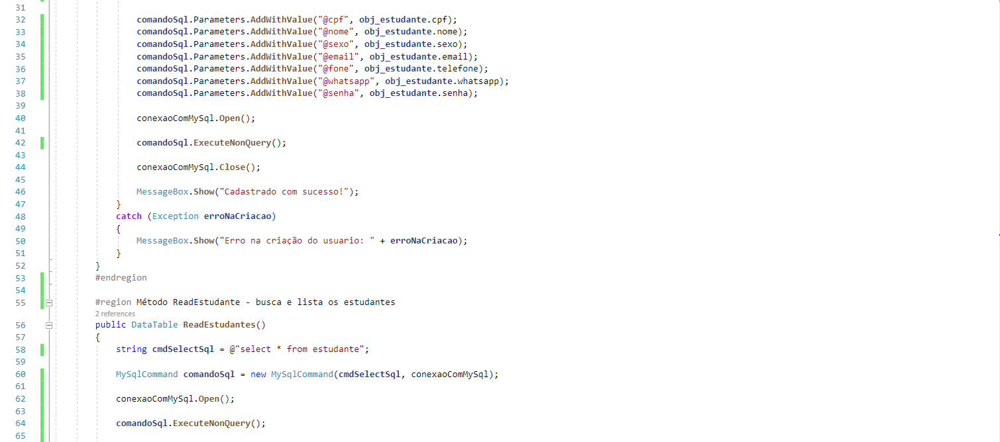 31
32 comandoSql.Parameters.AddWithValue("@cpf", obj_estudante.cpf);
33 comandoSql.Parameters.AddWithValue("@nome", obj_estudante.nome);
34 comandoSql.Parameters.AddWithValue("@sexo", obj_estudante.sexo);
35 comandoSql.Parameters.AddWithValue("@email", obj_estudante.email);
36 comandoSql.Parameters.AddWithValue("@fone", obj_estudante.telefone);
37 comandoSql.Parameters.AddWithValue("@whatsapp", obj_estudante.whatsapp);
38 comandoSql.Parameters.AddWithValue("@senha", obj_estudante.senha);
39
40 conexaoComMySql.Open();
41
42 comandoSql.ExecuteNonQuery();
43
44 conexaoComMySql.Close();
45
46 MessageBox.Show("Cadastrado com sucesso!");
47 }
48 catch (Exception erroNaCriacao)
49 {
50 MessageBox.Show("Erro na criação do usuario: " + erroNaCriacao);
51 }
52 }
53 #endregion
54
55 #region Método ReadEstudante - busca e lista os estudantes
2 references
56 public DataTable ReadEstudantes()
57 {
58 string cmdSelectSql = @"select * from estudante";
59
60 MySqlCommand comandoSql = new MySqlCommand(cmdSelectSql, conexaoComMySql);
61
62 conexaoComMySql.Open();
63
64 comandoSql.ExecuteNonQuery();
65